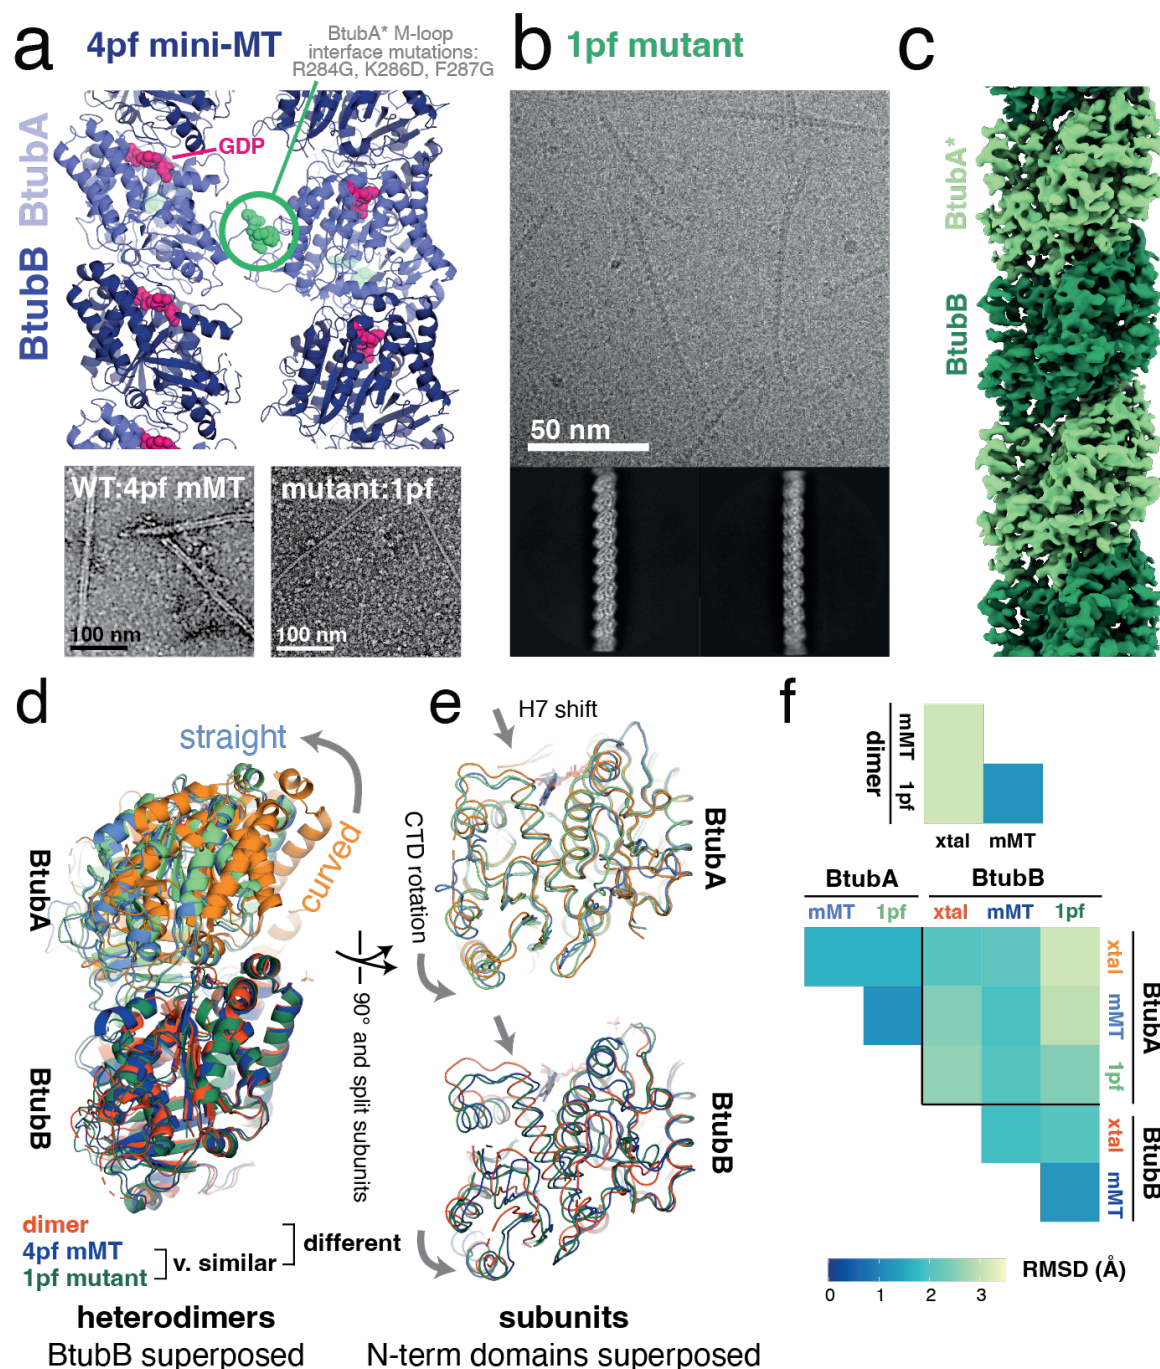 a
4pf mini-MT
BtubA* M-loop
interface mutations:
R284G, K286D, F287G
GDP
BtubA
BtubB
WT:4pf mMT
100 nm
mutant:1pf
100 nm
b
1pf mutant
50 nm
c
BtubA*
BtubB
d
straight
curved
BtubA
BtubB
90° and split subunits
dimer
4pf mMT
1pf mutant
v. similar
different
heterodimers
BtubB superposed
e
H7 shift
CTD rotation
BtubA
BtubB
subunits
N-term domains superposed
f
dimer
mMT
1pf
xtal mMT
BtubA BtubB
mMT 1pf xtal mMT 1pf
xtal
mMT
1pf
BtubA
xtal
mMT
BtubB
RMSD (Å)
0 1 2 3